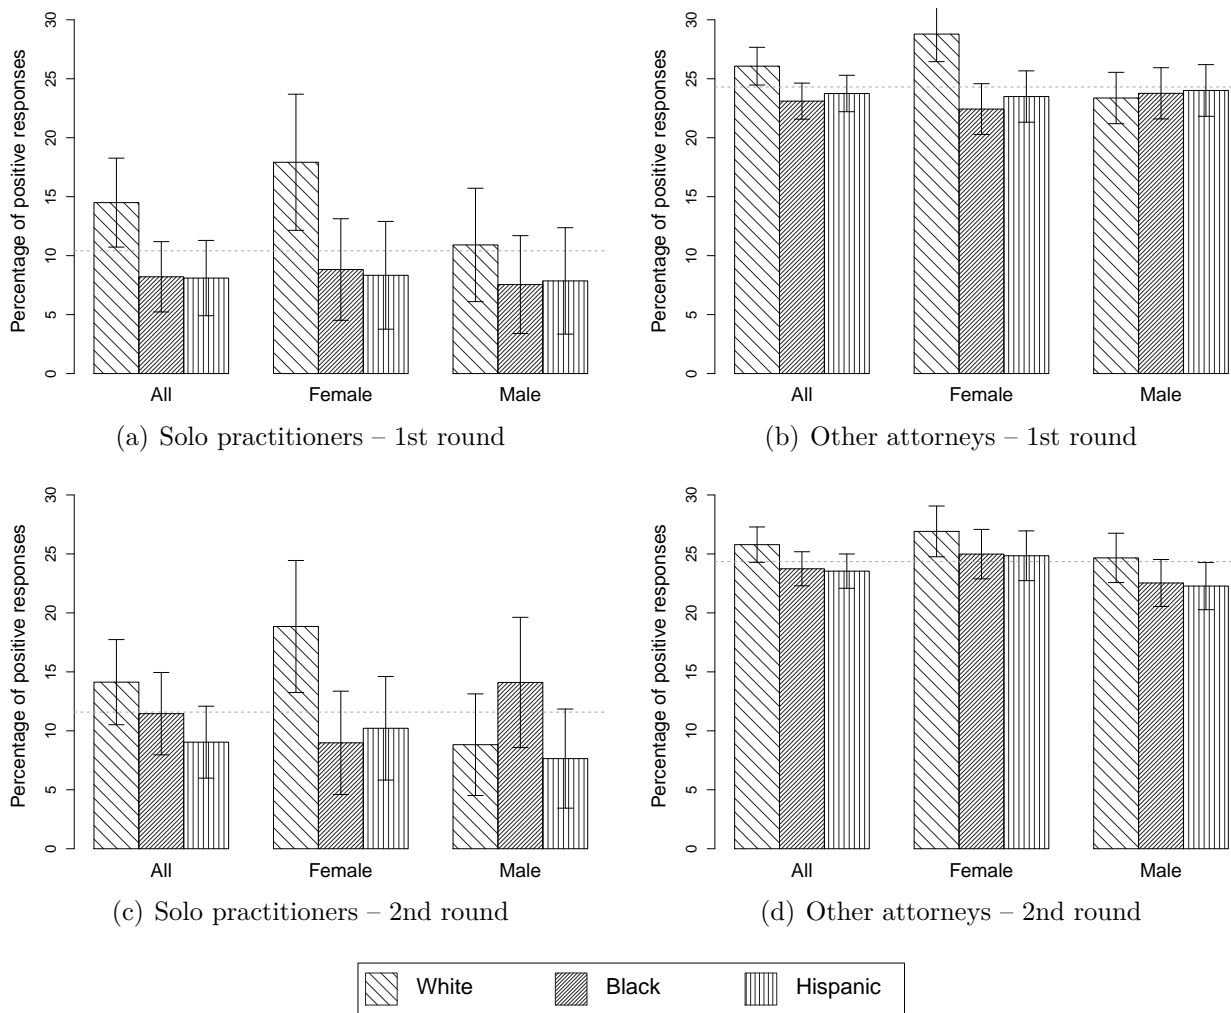 Percentage of positive responses
0 5 10 15 20 25 30
All Female Male
(a) Solo practitioners – 1st round
Percentage of positive responses
0 5 10 15 20 25 30
All Female Male
(b) Other attorneys – 1st round
Percentage of positive responses
0 5 10 15 20 25 30
All Female Male
(c) Solo practitioners – 2nd round
Percentage of positive responses
0 5 10 15 20 25 30
All Female Male
(d) Other attorneys – 2nd round
White Black Hispanic